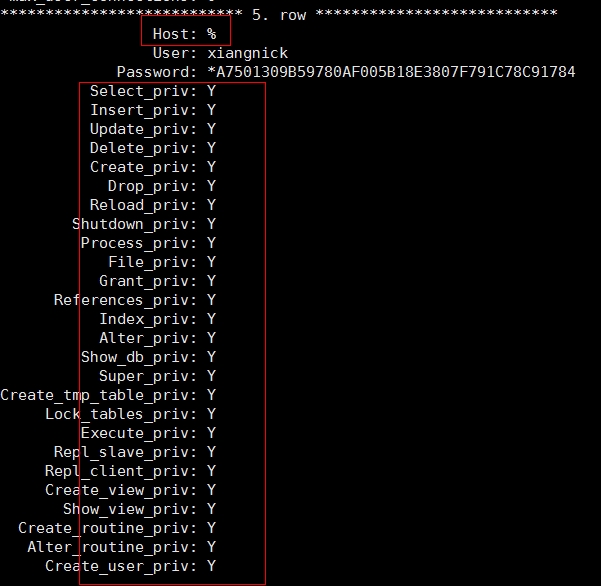 *************************** 5. row ***************************
Host: %
User: xiangnick
Password: *A7501309B59780AF005B18E3807F791C78C91784
Select_priv: Y
Insert_priv: Y
Update_priv: Y
Delete_priv: Y
Create_priv: Y
Drop_priv: Y
Reload_priv: Y
Shutdown_priv: Y
Process_priv: Y
File_priv: Y
Grant_priv: Y
References_priv: Y
Index_priv: Y
Alter_priv: Y
Show_db_priv: Y
Super_priv: Y
Create_tmp_table_priv: Y
Lock_tables_priv: Y
Execute_priv: Y
Repl_slave_priv: Y
Repl_client_priv: Y
Create_view_priv: Y
Show_view_priv: Y
Create_routine_priv: Y
Alter_routine_priv: Y
Create_user_priv: Y